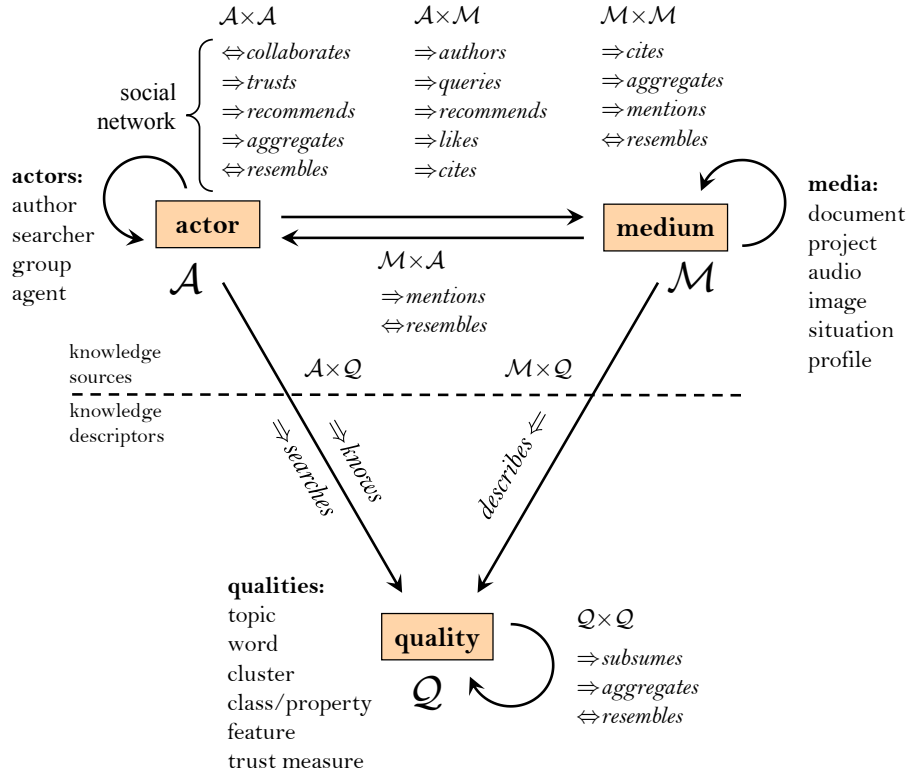 𝒜×𝒜
⇔collaborates
⇒trusts
⇒recommends
⇒aggregates
⇔resembles
𝒜×ℳ
⇒authors
⇒queries
⇒recommends
⇒likes
⇒cites
ℳ×ℳ
⇒cites
⇒aggregates
⇒mentions
⇔resembles
social
network
actors:
author
searcher
group
agent
actor
𝒜
medium
ℳ
media:
document
project
audio
image
situation
profile
ℳ×𝒜
⇒mentions
⇔resembles
knowledge
sources
𝒜×𝒬
ℳ×𝒬
knowledge
descriptors
⇒searches
⇒knows
describes⇐
qualities:
topic
word
cluster
class/property
feature
trust measure
quality
𝒬
𝒬×𝒬
⇒subsumes
⇒aggregates
⇔resembles